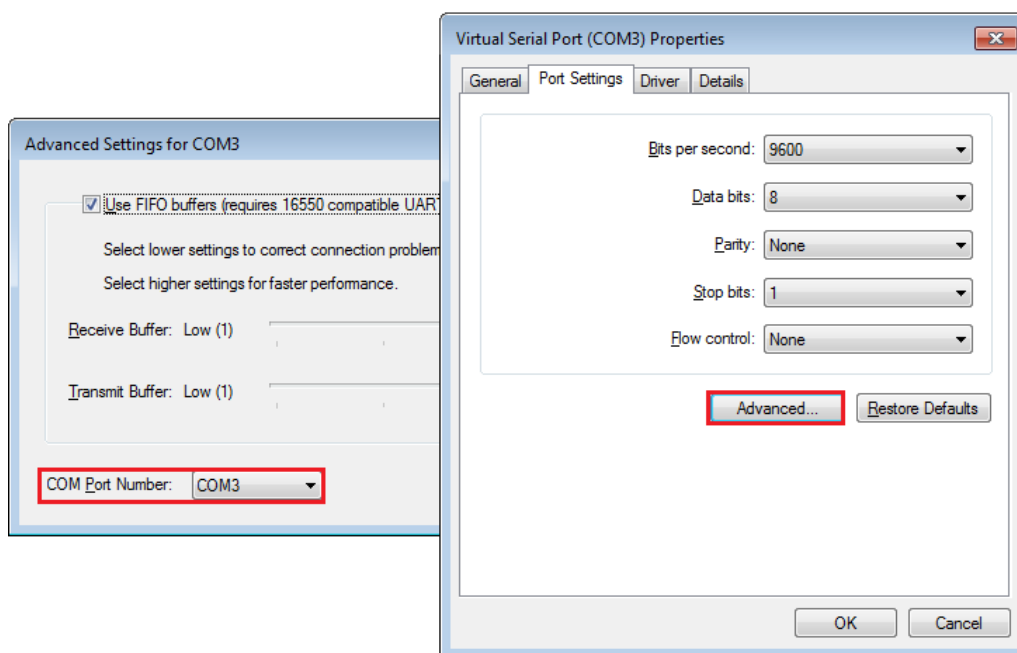 Advanced Settings for COM3
Use FIFO buffers (requires 16550 compatible UART
Select lower settings to correct connection problem
Select higher settings for faster performance.
Receive Buffer: Low (1)
Transmit Buffer: Low (1)
COM Port Number: COM3
Virtual Serial Port (COM3) Properties
General Port Settings Driver Details
Bits per second: 9600
Data bits: 8
Parity: None
Stop bits: 1
Flow control: None
Advanced... Restore Defaults
OK Cancel